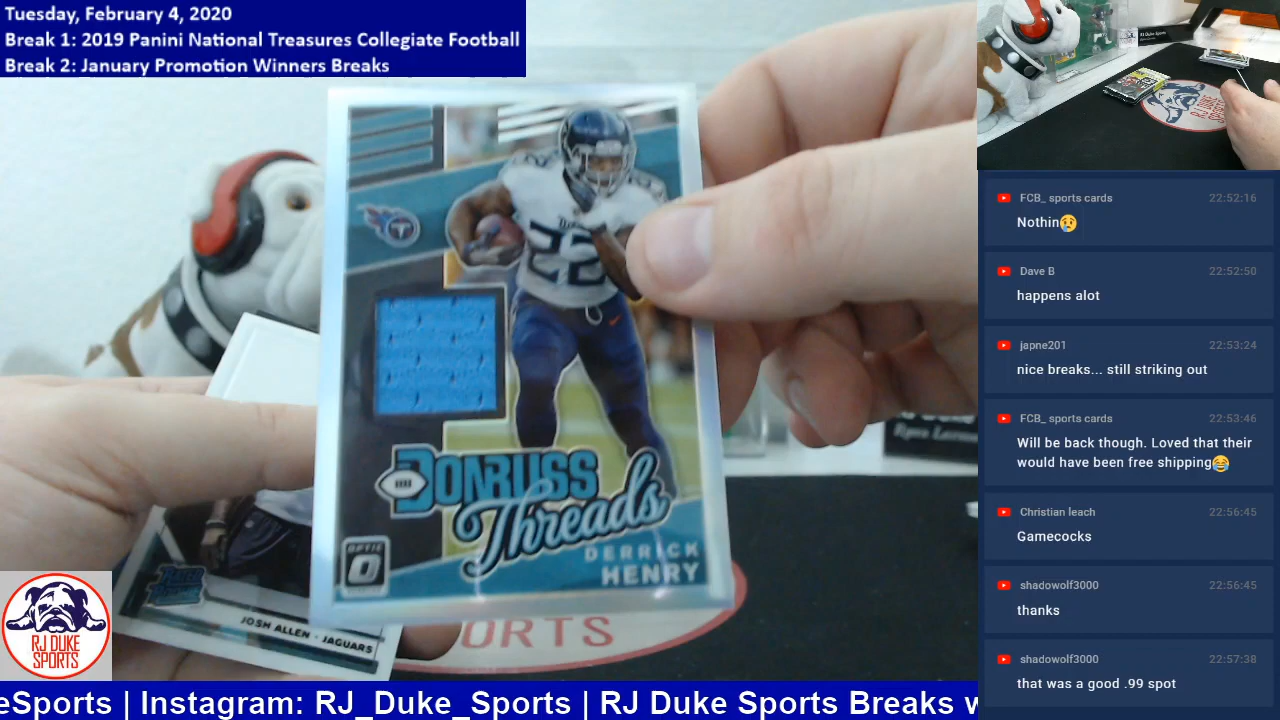 Tuesday, February 4, 2020
Break 1: 2019 Panini National Treasures Collegiate Football
Break 2: January Promotion Winners Breaks
22
DONRUSS
Threads
DERRICK
HENRY
OPTIC
RATED
JOSH ALLEN · JAGUARS
ORTS
RJ DUKE
SPORTS
eSports | Instagram: RJ_Duke_Sports | RJ Duke Sports Breaks w
FCB_ sports cards 22:52:16
Nothin😢
Dave B 22:52:50
happens alot
japne201 22:53:24
nice breaks... still striking out
FCB_ sports cards 22:53:46
Will be back though. Loved that their
would have been free shipping😂
Christian leach 22:56:45
Gamecocks
shadowolf3000 22:56:45
thanks
shadowolf3000 22:57:38
that was a good .99 spot